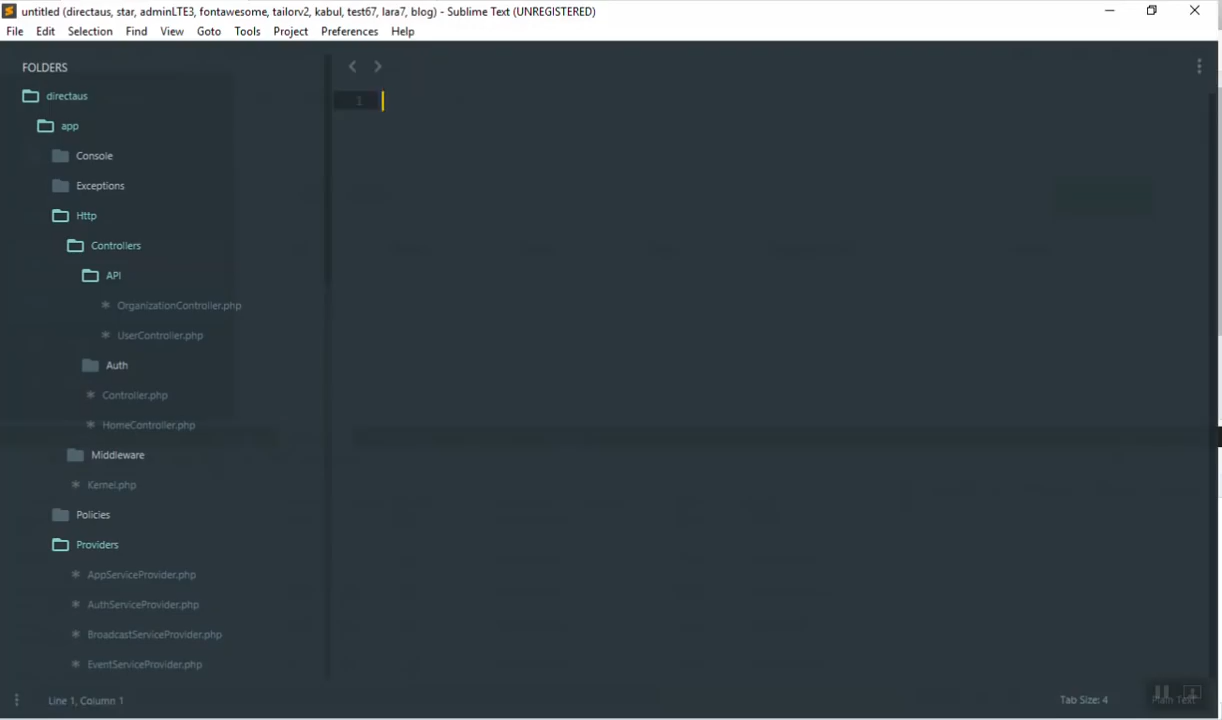 untitled (directaus, star, adminLTE3, fontawesome, tailorv2, kabul, test67, lara7, blog) - Sublime Text (UNREGISTERED)
File Edit Selection Find View Goto Tools Project Preferences Help
FOLDERS
directaus
1
app
Console
Exceptions
Http
Controllers
API
OrganizationController.php
UserController.php
Auth
Controller.php
HomeController.php
Middleware
Kernel.php
Policies
Providers
AppServiceProvider.php
AuthServiceProvider.php
BroadcastServiceProvider.php
EventServiceProvider.php
Line 1, Column 1 Tab Size: 4 Plain Text